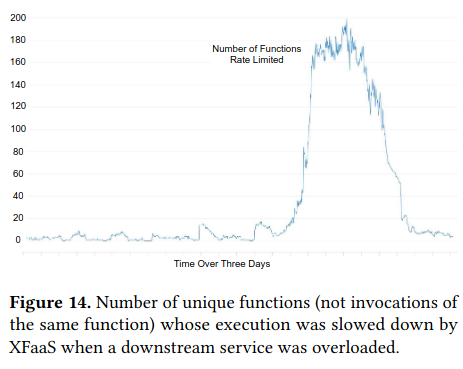 200
180
Number of Functions
Rate Limited
160
140
120
100
80
60
40
20
0
Time Over Three Days
Figure 14. Number of unique functions (not invocations of
the same function) whose execution was slowed down by
XFaaS when a downstream service was overloaded.